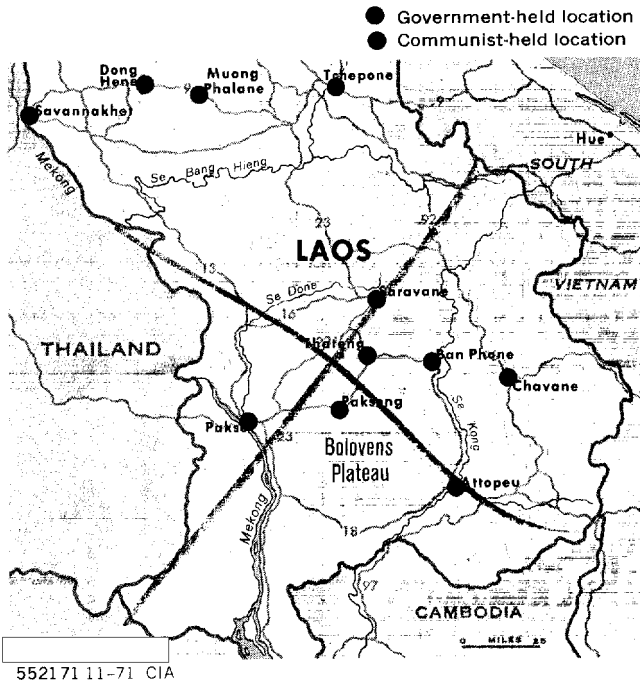 Government-held location
Communist-held location
Dong
Hene
Muong
Phalane
9
Tchepone
Savannakhet
Hue
Mekong
Se Bang Hieng
SOUTH
23
92
LAOS
13
Se Done
Saravane
VIETNAM
16
THAILAND
Thateng
Ban Phone
Chavane
Paksong
Se Kong
Pakse
23
Bolovens
Plateau
Attopeu
Mekong
18
97
CAMBODIA
0 MILES 25
552171 11-71 CIA